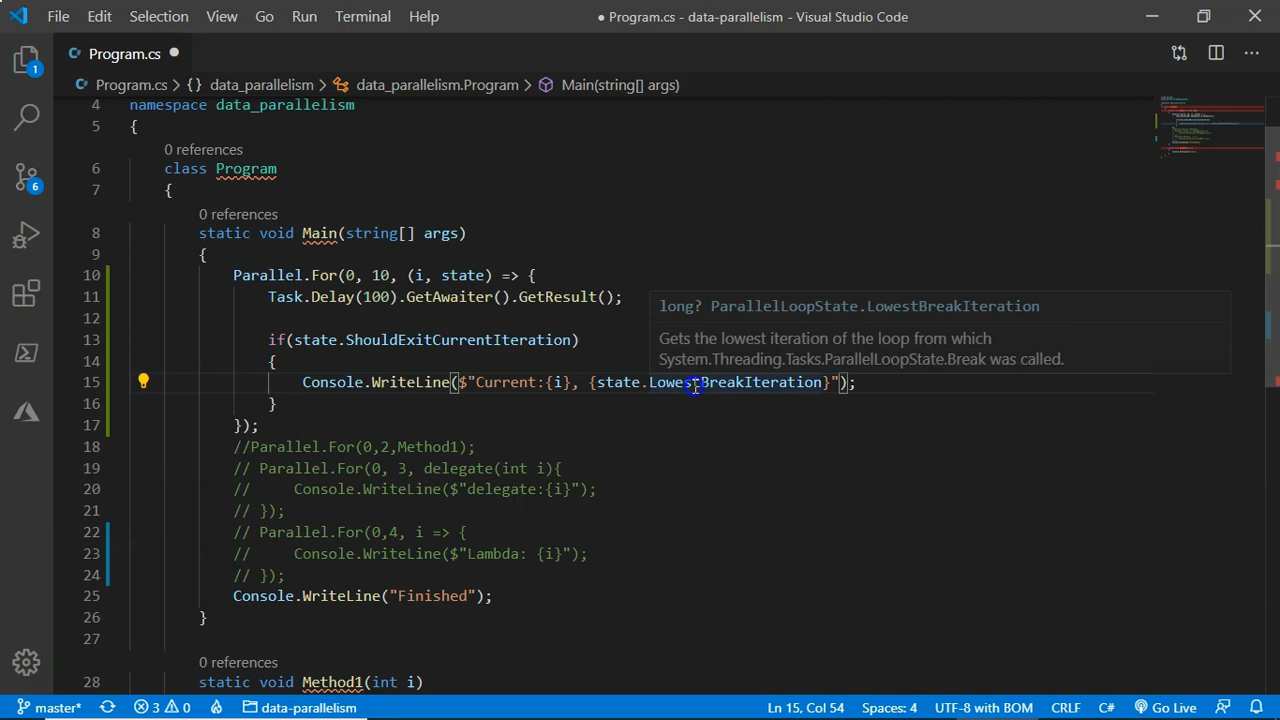 File Edit Selection View Go Run Terminal Help ● Program.cs - data-parallelism - Visual Studio Code
C# Program.cs ●
1
C# Program.cs > {} data_parallelism > data_parallelism.Program > Main(string[] args)
4 namespace data_parallelism
5 {
0 references
6 class Program
7 {
0 references
8 static void Main(string[] args)
9 {
10 Parallel.For(0, 10, (i, state) => {
11 Task.Delay(100).GetAwaiter().GetResult();
long? ParallelLoopState.LowestBreakIteration
12
Gets the lowest iteration of the loop from which
System.Threading.Tasks.ParallelLoopState.Break was called.
13 if(state.ShouldExitCurrentIteration)
14 {
15 Console.WriteLine($"Current:{i}, {state.LowestBreakIteration}");
16 }
17 });
18 //Parallel.For(0,2,Method1);
19 // Parallel.For(0, 3, delegate(int i){
20 // Console.WriteLine($"delegate:{i}");
21 // });
22 // Parallel.For(0,4, i => {
23 // Console.WriteLine($"Lambda: {i}");
24 // });
25 Console.WriteLine("Finished");
26 }
27
0 references
28 static void Method1(int i)
6
master* 3 0 data-parallelism Ln 15, Col 54 Spaces: 4 UTF-8 with BOM CRLF C# Go Live